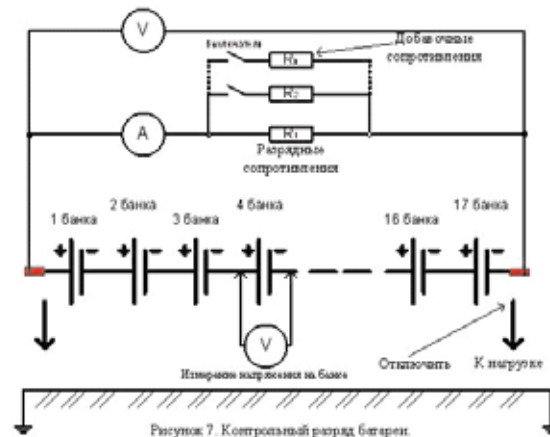 V
Выключатели
Rn
Добавочные
сопротивления
R2
A
R1
Разрядные
сопротивления
1 банка
2 банка
3 банка
4 банка
16 банка
17 банка
V
Измерение напряжения на банке
Отключить
К нагрузке
Рисунок 7. Контрольный разряд батареи.